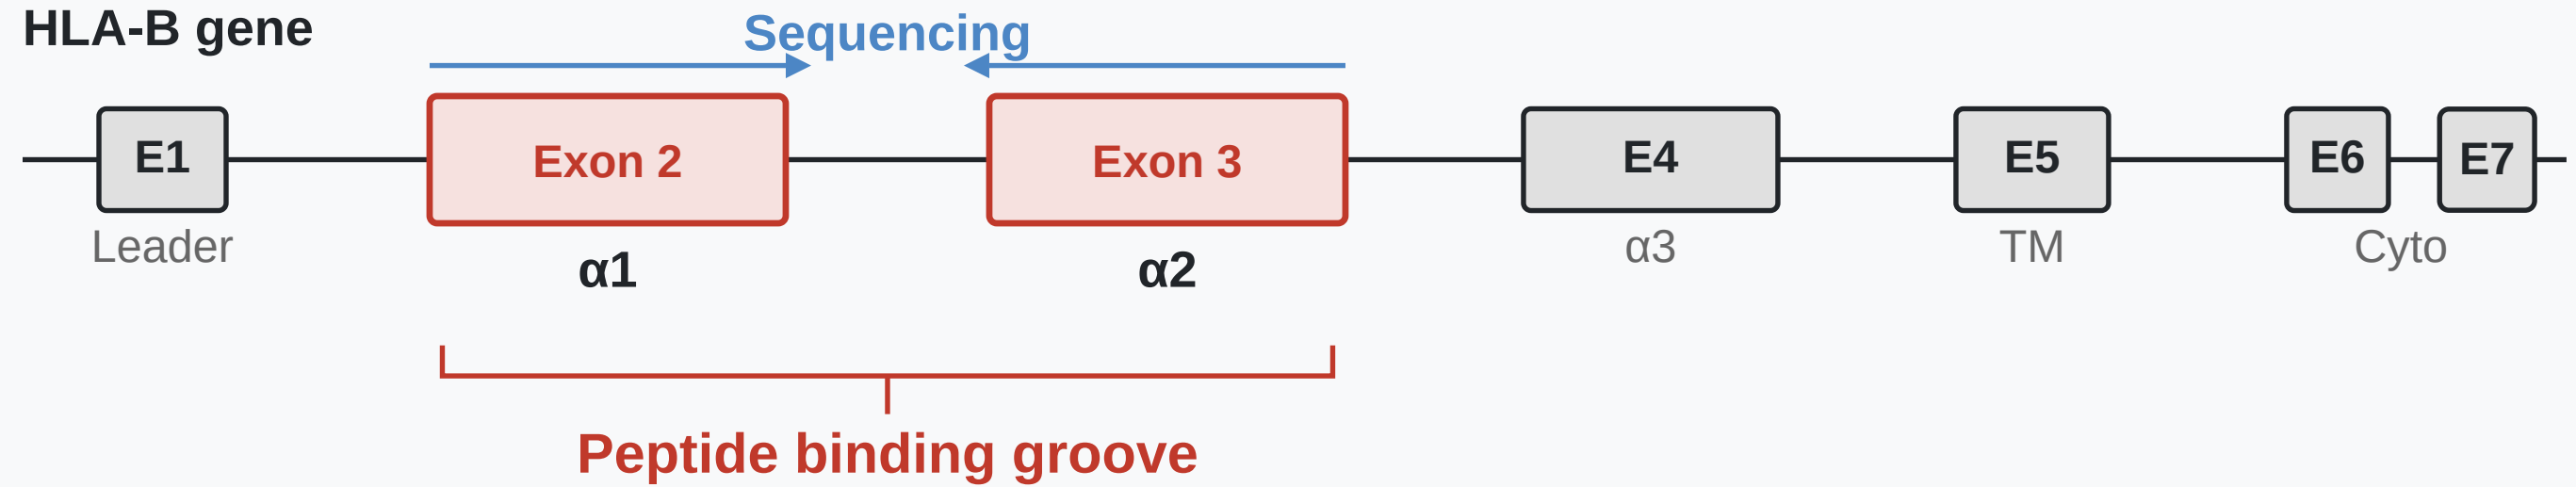 HLA-B gene
Sequencing
E1
Exon 2
Exon 3
E4
E5
E6
E7
Leader
α1
α2
α3
TM
Cyto
Peptide binding groove